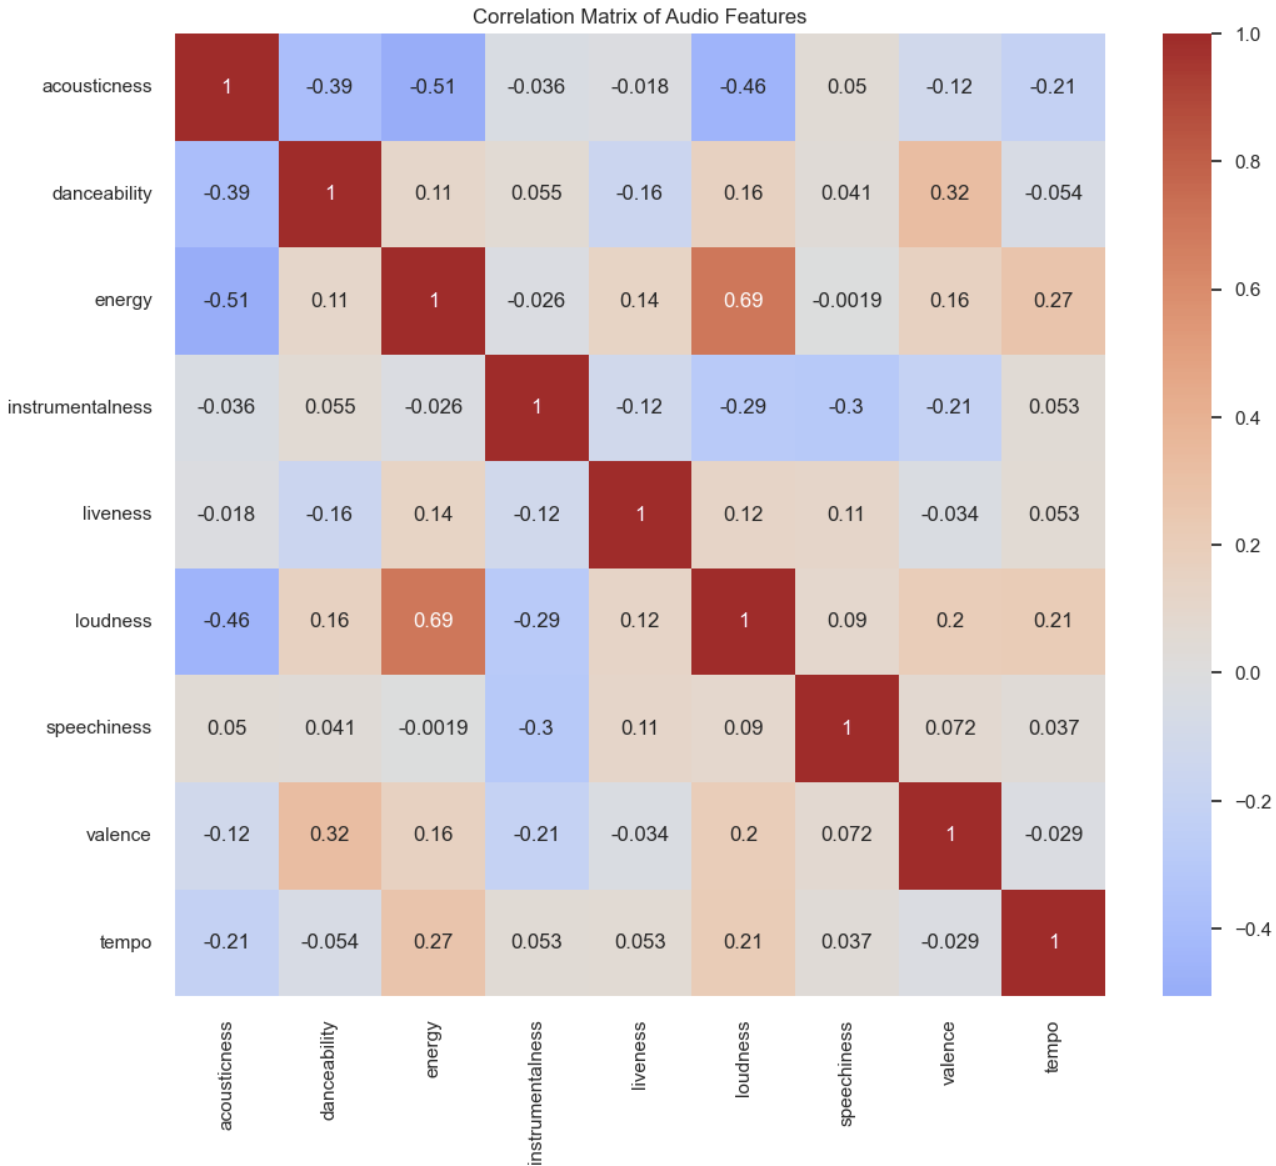 Correlation Matrix of Audio Features
acousticness 1 -0.39 -0.51 -0.036 -0.018 -0.46 0.05 -0.12 -0.21
danceability -0.39 1 0.11 0.055 -0.16 0.16 0.041 0.32 -0.054
energy -0.51 0.11 1 -0.026 0.14 0.69 -0.0019 0.16 0.27
instrumentalness -0.036 0.055 -0.026 1 -0.12 -0.29 -0.3 -0.21 0.053
liveness -0.018 -0.16 0.14 -0.12 1 0.12 0.11 -0.034 0.053
loudness -0.46 0.16 0.69 -0.29 0.12 1 0.09 0.2 0.21
speechiness 0.05 0.041 -0.0019 -0.3 0.11 0.09 1 0.072 0.037
valence -0.12 0.32 0.16 -0.21 -0.034 0.2 0.072 1 -0.029
tempo -0.21 -0.054 0.27 0.053 0.053 0.21 0.037 -0.029 1
acousticness danceability energy instrumentalness liveness loudness speechiness valence tempo
1.0
0.8
0.6
0.4
0.2
0.0
−0.2
−0.4